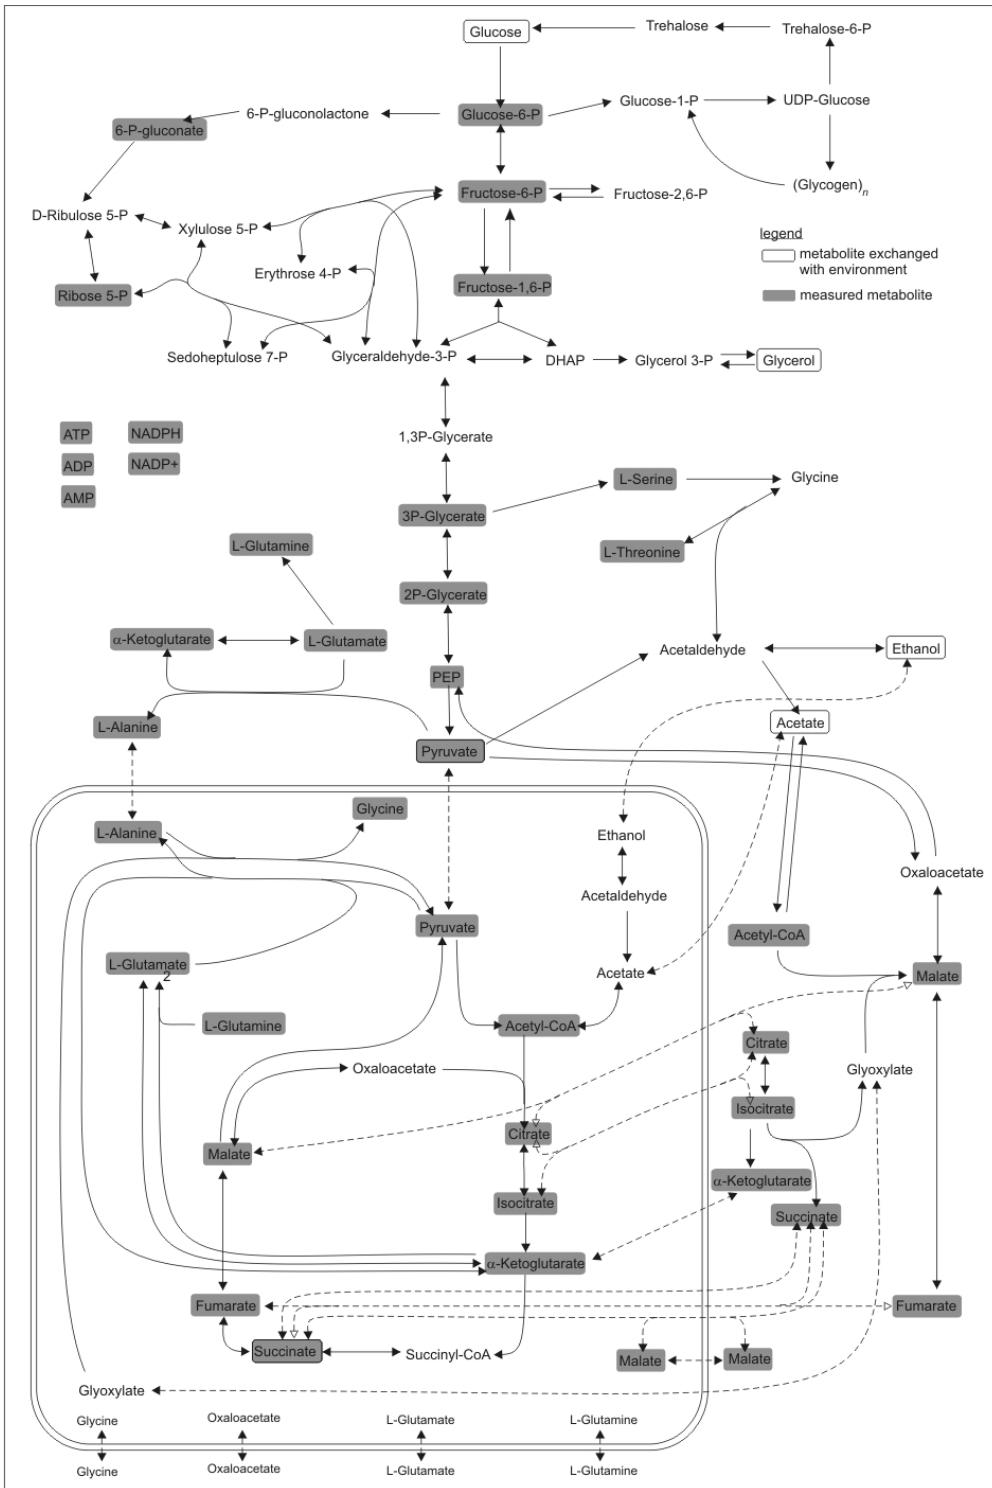 Glucose
Trehalose
Trehalose-6-P
6-P-gluconate
6-P-gluconolactone
Glucose-6-P
Glucose-1-P
UDP-Glucose
D-Ribulose 5-P
Xylulose 5-P
Fructose-6-P
Fructose-2,6-P
(Glycogen)n
legend
metabolite exchanged
with environment
measured metabolite
Erythrose 4-P
Ribose 5-P
Fructose-1,6-P
Sedoheptulose 7-P
Glyceraldehyde-3-P
DHAP
Glycerol 3-P
Glycerol
ATP
NADPH
ADP
NADP+
AMP
1,3P-Glycerate
3P-Glycerate
L-Serine
Glycine
L-Glutamine
L-Threonine
2P-Glycerate
α-Ketoglutarate
L-Glutamate
Acetaldehyde
Ethanol
PEP
L-Alanine
Pyruvate
Acetate
L-Alanine
Glycine
Ethanol
Oxaloacetate
Acetaldehyde
Pyruvate
Acetyl-CoA
L-Glutamate
2
Acetate
Malate
L-Glutamine
Acetyl-CoA
Citrate
Oxaloacetate
Glyoxylate
Isocitrate
Citrate
Malate
α-Ketoglutarate
Isocitrate
Succinate
α-Ketoglutarate
Fumarate
Fumarate
Succinate
Succinyl-CoA
Malate
Malate
Glyoxylate
Glycine
Oxaloacetate
L-Glutamate
L-Glutamine
Glycine
Oxaloacetate
L-Glutamate
L-Glutamine